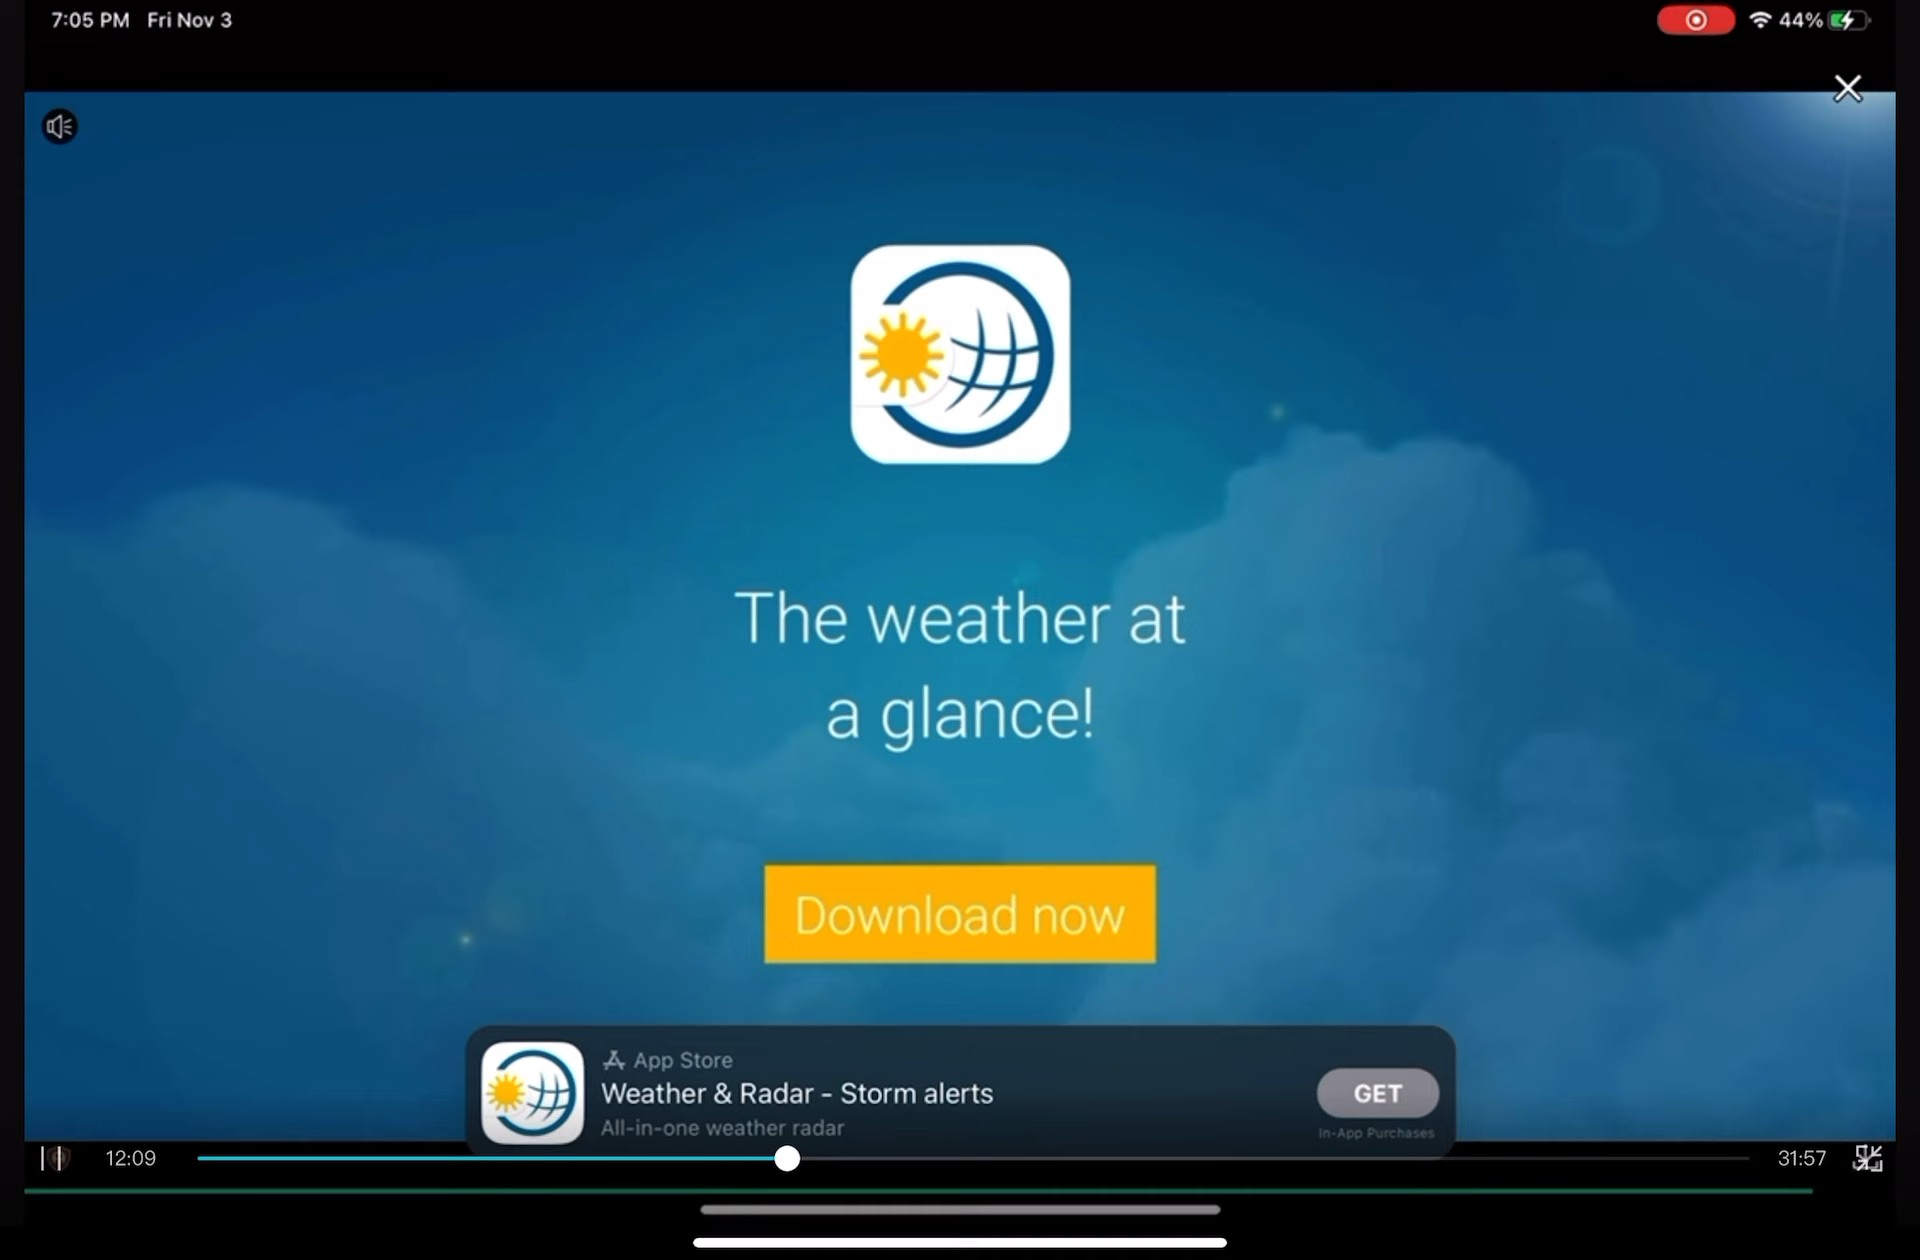 7:05 PM Fri Nov 3
44%
The weather at
a glance!
Download now
App Store
Weather & Radar - Storm alerts
GET
All-in-one weather radar
In-App Purchases
12:09
31:57